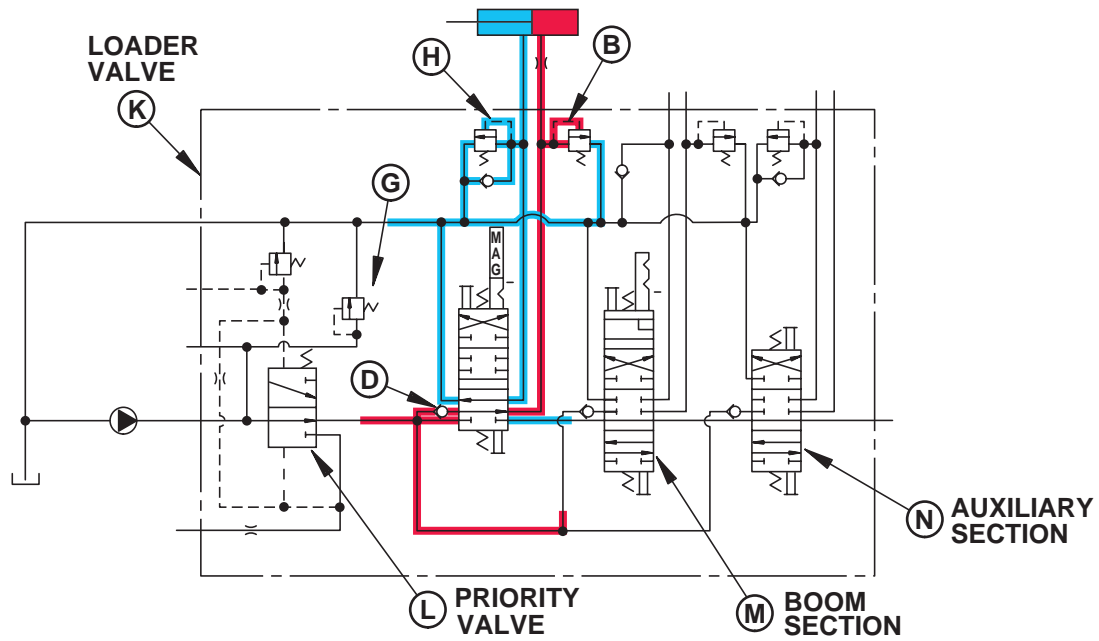 LOADER
VALVE
K
H
B
G
MAG
D
L PRIORITY
VALVE
M BOOM
SECTION
N AUXILIARY
SECTION